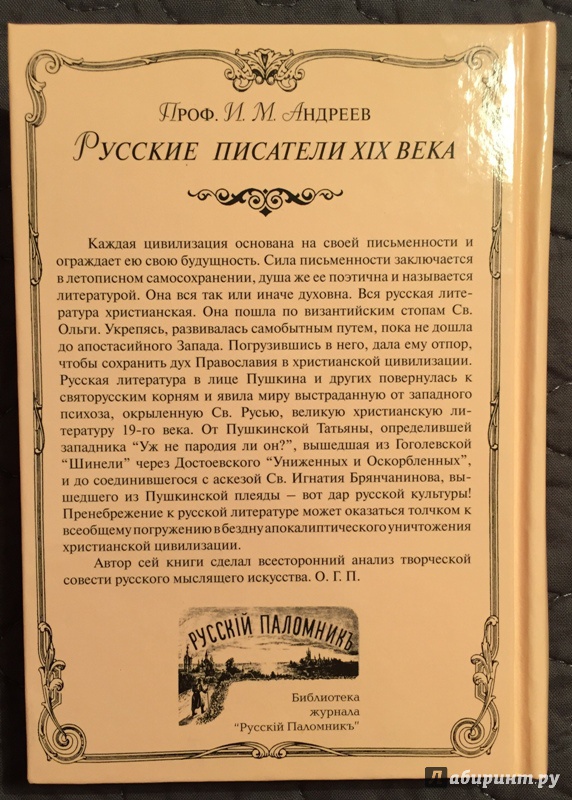 Проф. И. М. Андреев
Русские писатели XIX века
Каждая цивилизация основана на своей письменности и
ограждает ею свою будущность. Сила письменности заключается
в летописном самосохранении, душа же ее поэтична и называется
литературой. Она вся так или иначе духовна. Вся русская лите-
ратура христианская. Она пошла по византийским стопам Св.
Ольги. Укрепясь, развивалась самобытным путем, пока не дошла
до апостасийного Запада. Погрузившись в него, дала ему отпор,
чтобы сохранить дух Православия в христианской цивилизации.
Русская литература в лице Пушкина и других повернулась к
святорусским корням и явила миру выстраданную от западного
психоза, окрыленную Св. Русью, великую христианскую ли-
тературу 19-го века. От Пушкинской Татьяны, определившей
западника “Уж не пародия ли он?”, вышедшая из Гоголевской
“Шинели” через Достоевского “Униженных и Оскорбленных”,
и до соединившегося с аскезой Св. Игнатия Брянчанинова, вы-
шедшего из Пушкинской плеяды – вот дар русской культуры!
Пренебрежение к русской литературе может оказаться толчком к
всеобщему погружению в бездну апокалиптического уничтожения
христианской цивилизации.
Автор сей книги сделал всесторонний анализ творческой
совести русского мыслящего искусства. О. Г. П.
РУССКІЙ ПАЛОМНИКЪ
Библиотека
журнала
“Русскій Паломникъ”
Лабиринт.ру